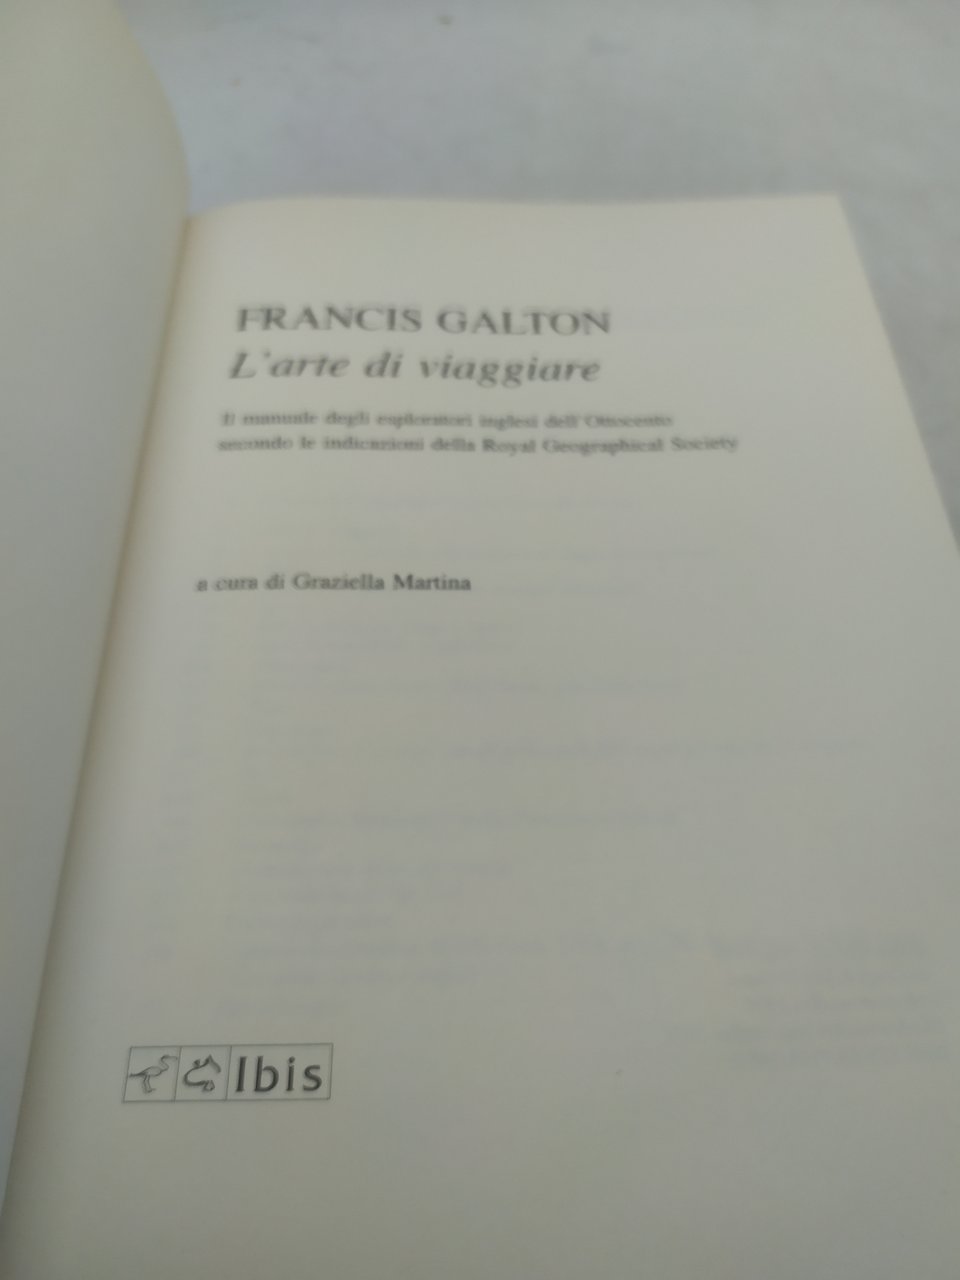 FRANCIS GALTON
L'arte di viaggiare
Il manuale degli esploratori inglesi dell'Ottocento
secondo le indicazioni della Royal Geographical Society
a cura di Graziella Martina
Ibis